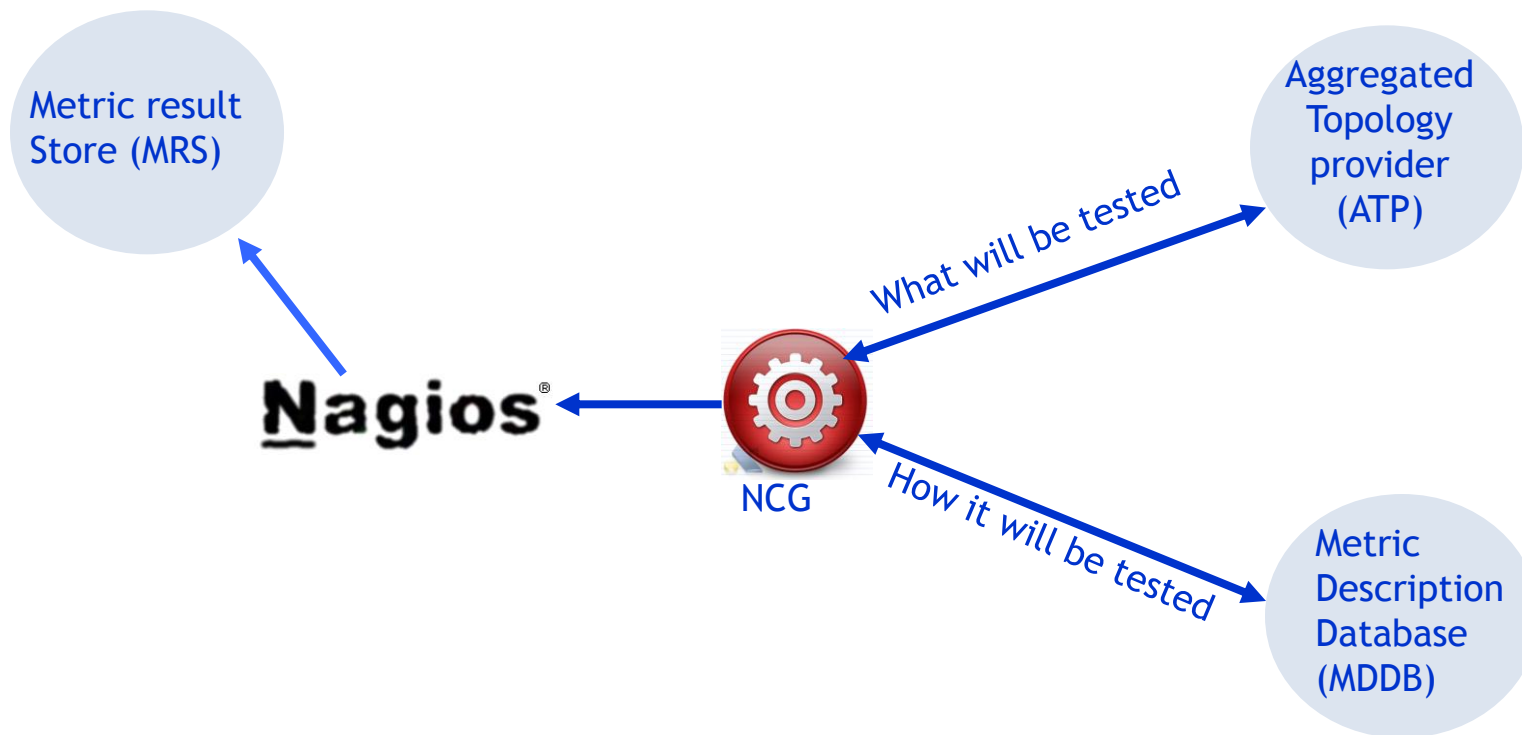 Metric result
Store (MRS)
Aggregated
Topology
provider
(ATP)
What will be tested
Nagios®
NCG
How it will be tested
Metric
Description
Database
(MDDB)